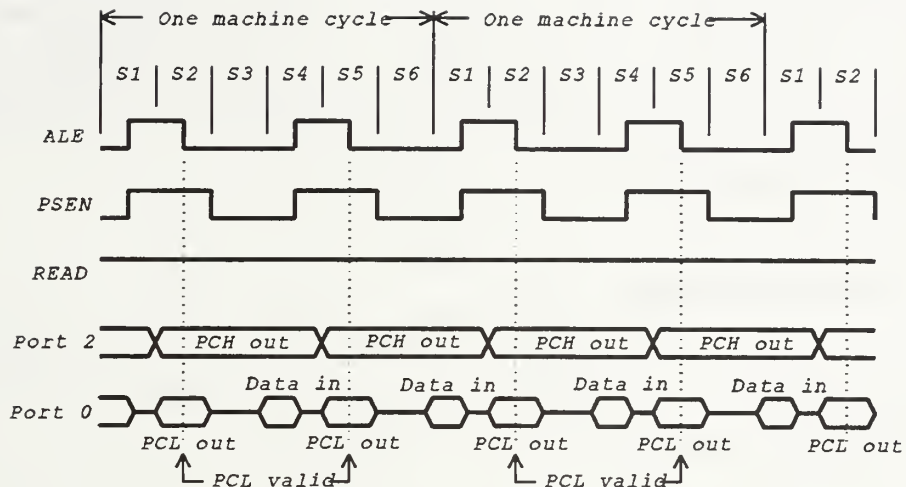 One machine cycle One machine cycle
S1 S2 S3 S4 S5 S6 S1 S2 S3 S4 S5 S6 S1 S2
ALE
PSEN
READ
Port 2 PCH out PCH out PCH out PCH out
Data in Data in Data in Data in
Port 0
PCL out PCL out PCL out PCL out PCL out
PCL valid PCL valid